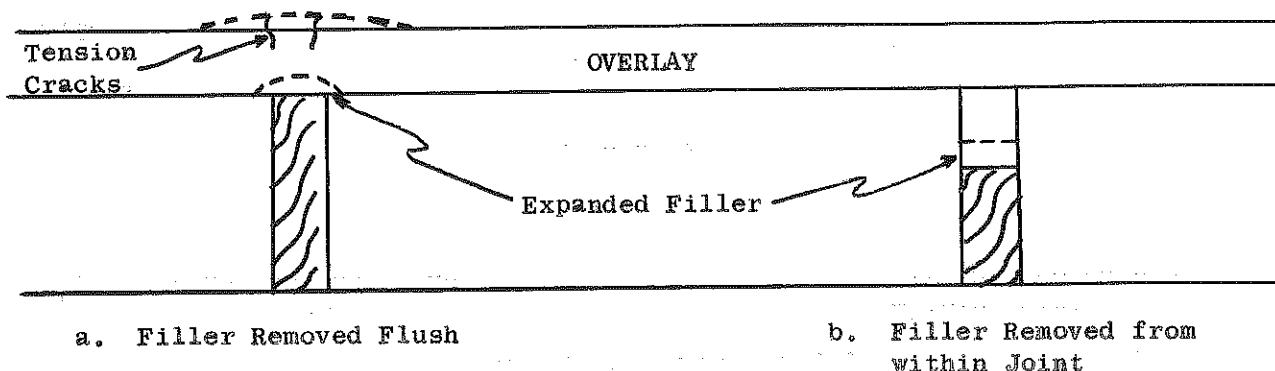 Tension
Cracks
OVERLAY
Expanded Filler
a. Filler Removed Flush
b. Filler Removed from
within Joint